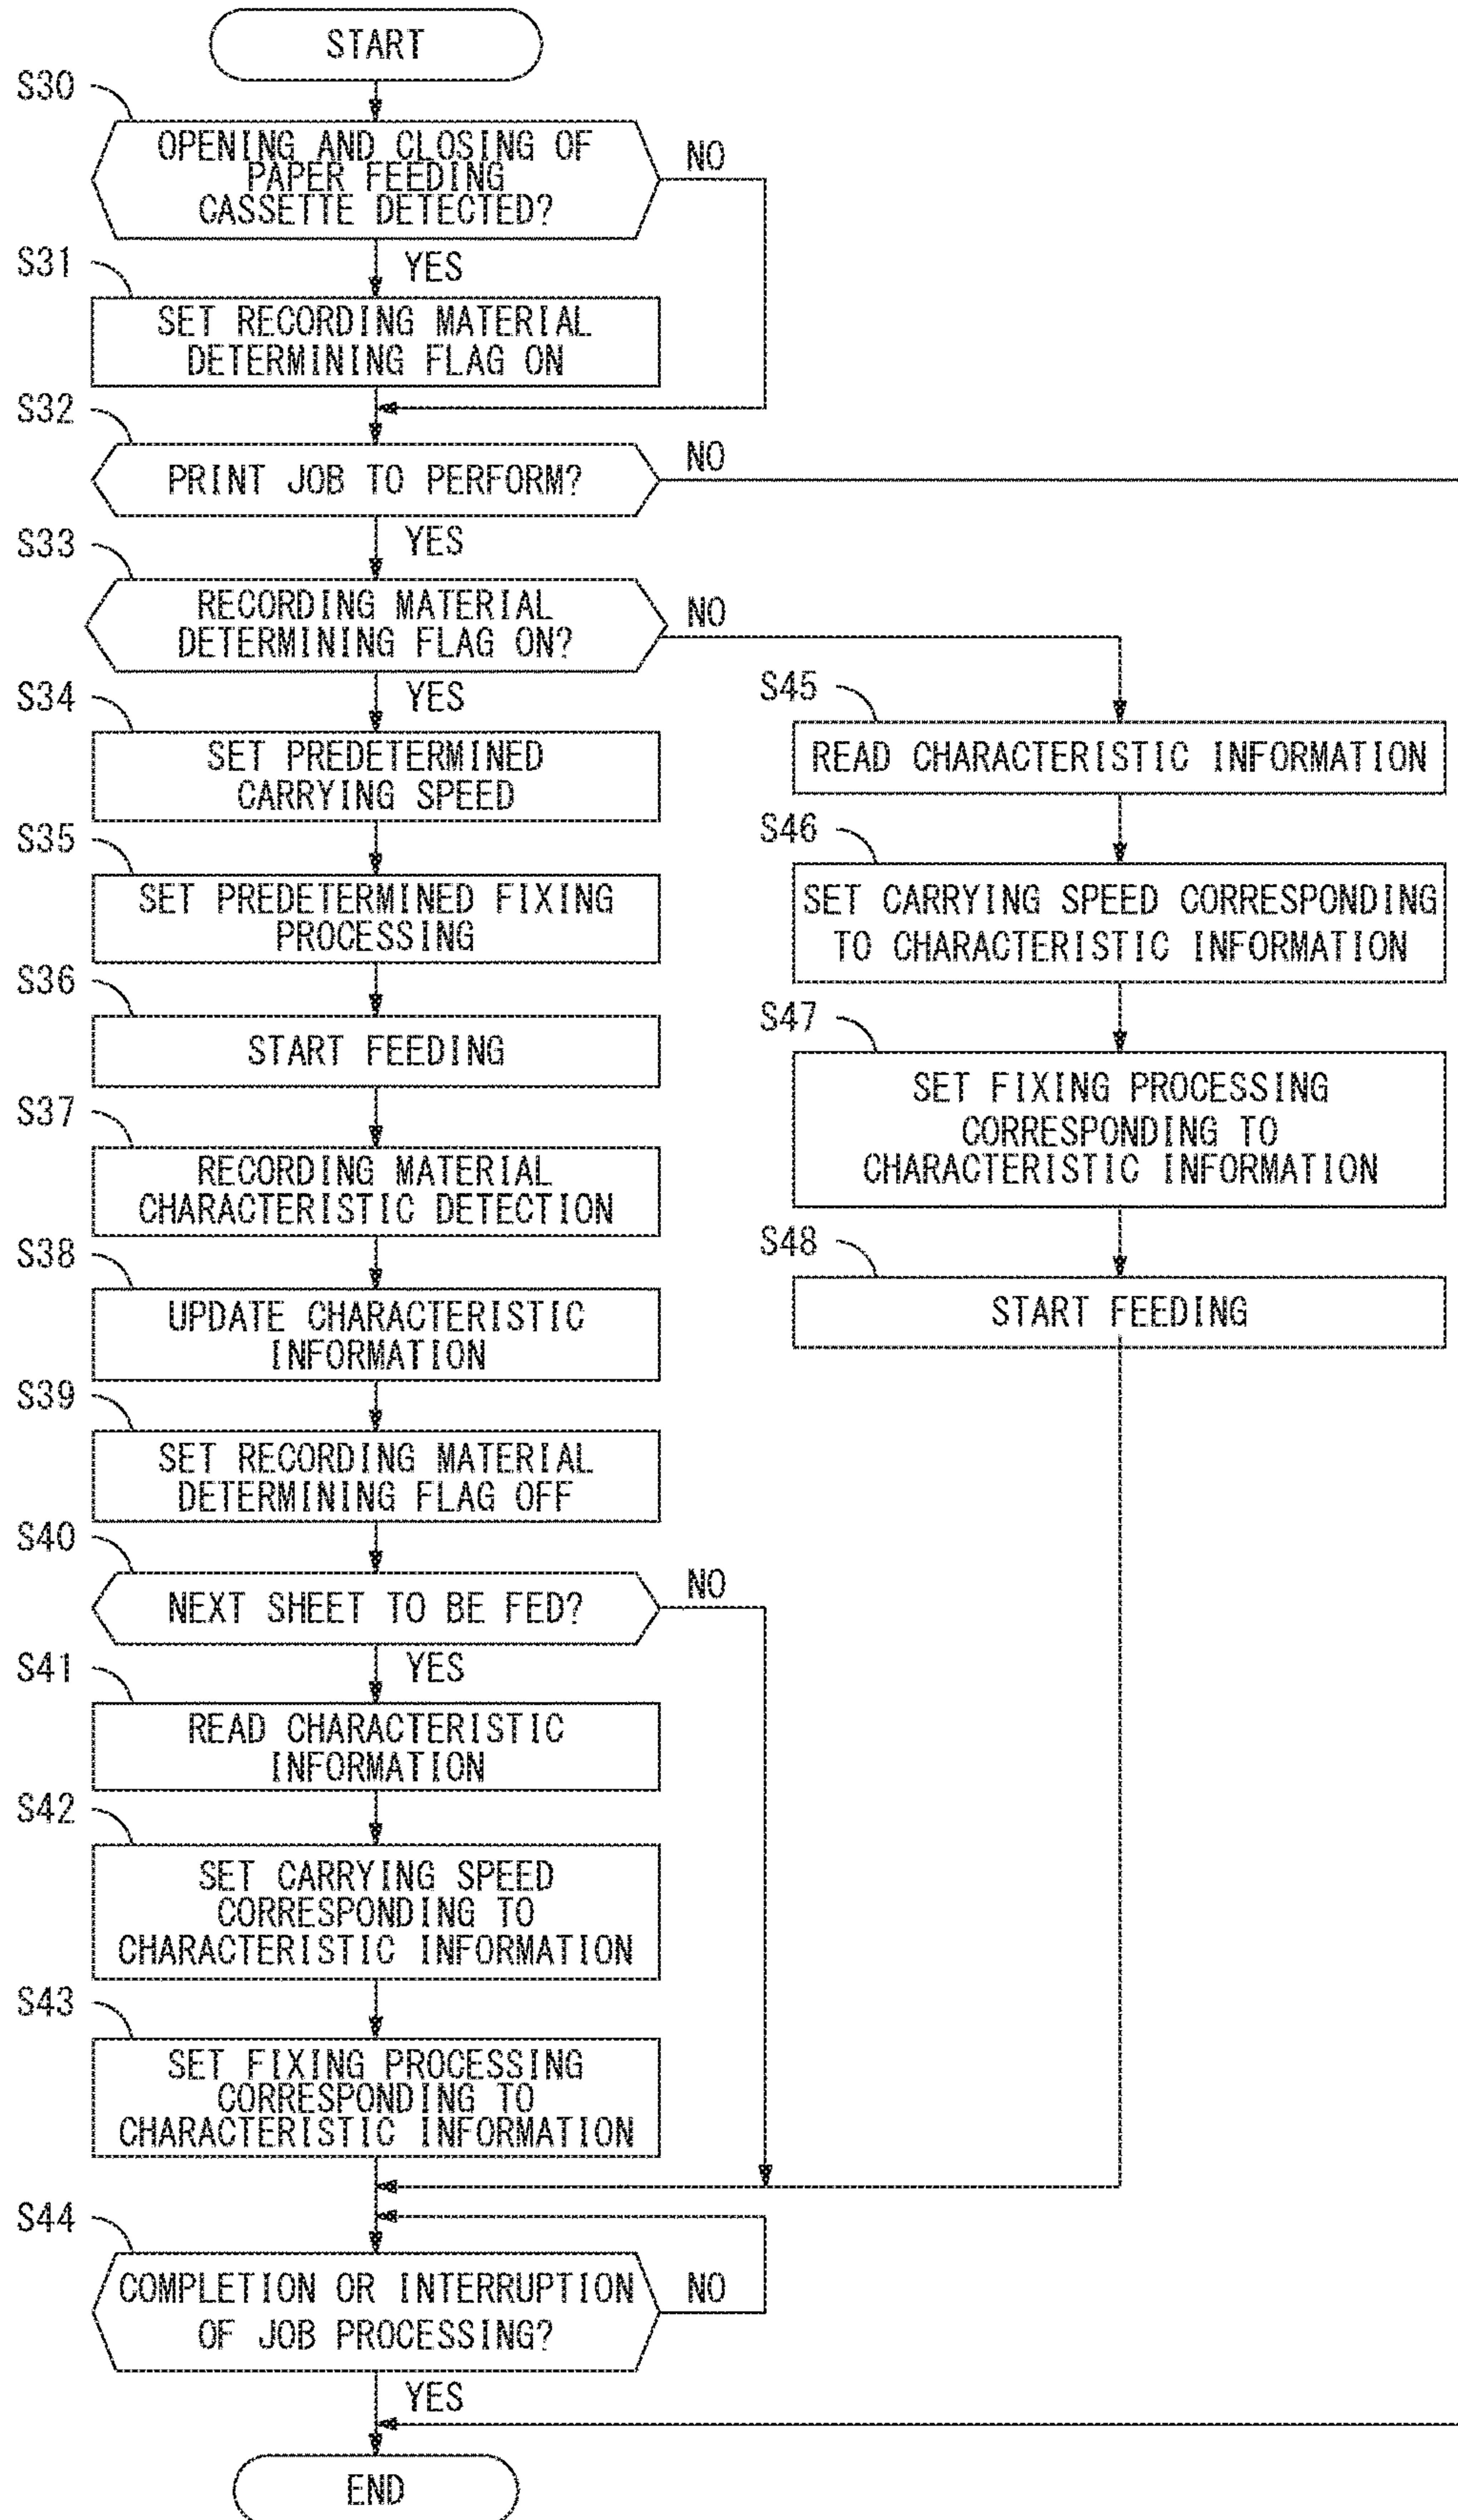 START
S30
OPENING AND CLOSING OF
PAPER FEEDING
CASSETTE DETECTED?
NO
YES
S31
SET RECORDING MATERIAL
DETERMINING FLAG ON
S32
PRINT JOB TO PERFORM?
NO
YES
S33
RECORDING MATERIAL
DETERMINING FLAG ON?
NO
YES
S34
SET PREDETERMINED
CARRYING SPEED
S35
SET PREDETERMINED FIXING
PROCESSING
S36
START FEEDING
S37
RECORDING MATERIAL
CHARACTERISTIC DETECTION
S38
UPDATE CHARACTERISTIC
INFORMATION
S39
SET RECORDING MATERIAL
DETERMINING FLAG OFF
S40
NEXT SHEET TO BE FED?
NO
YES
S41
READ CHARACTERISTIC
INFORMATION
S42
SET CARRYING SPEED
CORRESPONDING TO
CHARACTERISTIC INFORMATION
S43
SET FIXING PROCESSING
CORRESPONDING TO
CHARACTERISTIC INFORMATION
S44
COMPLETION OR INTERRUPTION
OF JOB PROCESSING?
NO
YES
END
S45
READ CHARACTERISTIC INFORMATION
S46
SET CARRYING SPEED CORRESPONDING
TO CHARACTERISTIC INFORMATION
S47
SET FIXING PROCESSING
CORRESPONDING TO
CHARACTERISTIC INFORMATION
S48
START FEEDING